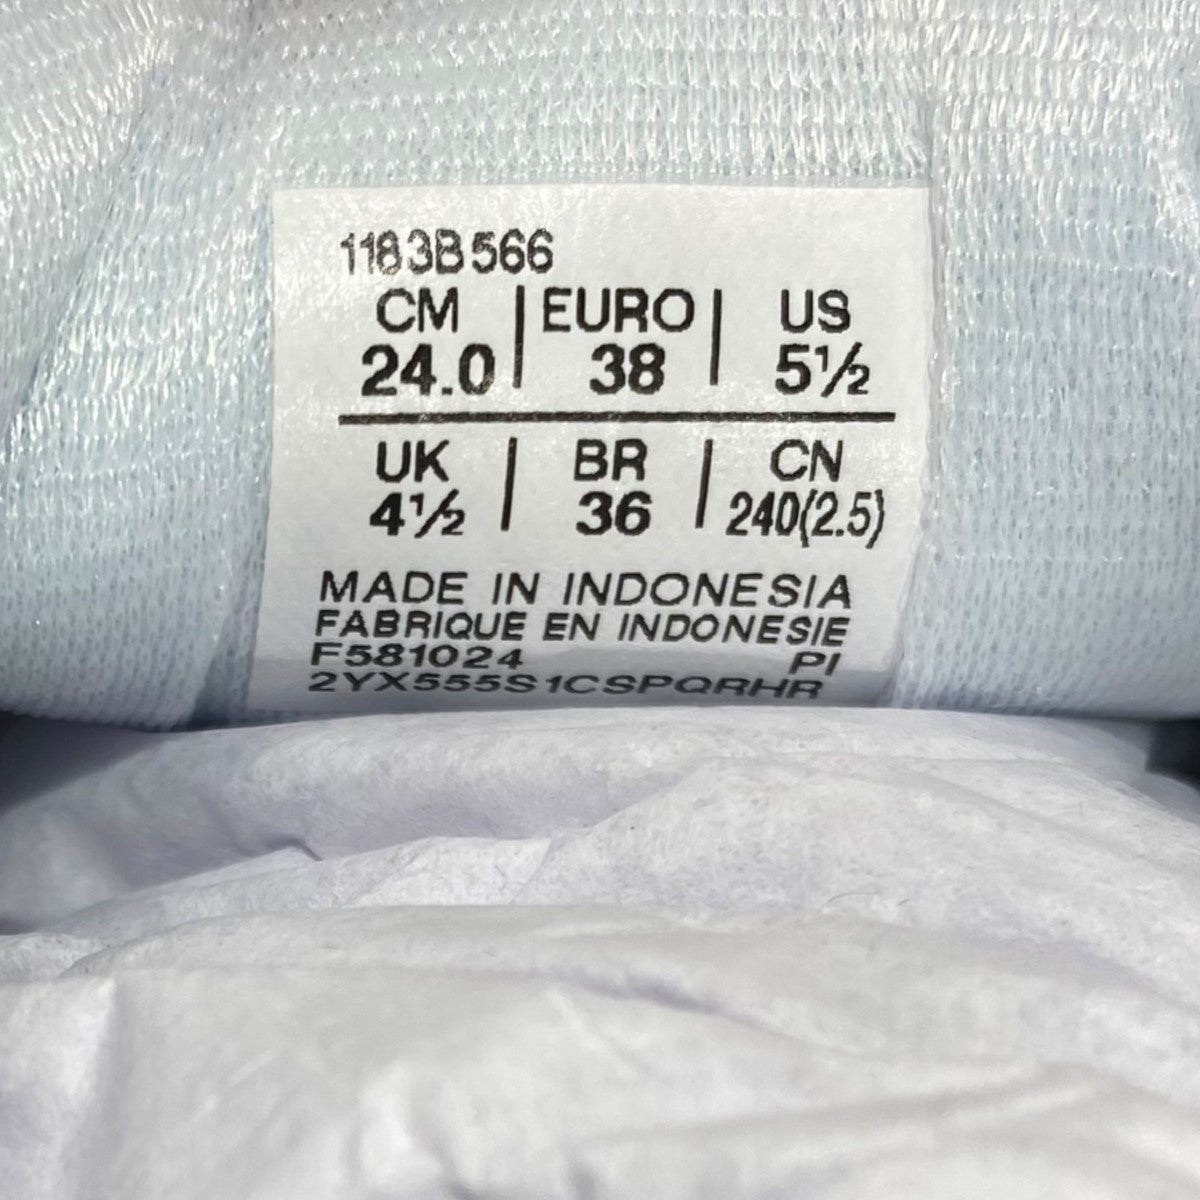 1183B566
CM | EURO | US
24.0 | 38 | 5½
UK | BR | CN
4½ | 36 | 240(2.5)
MADE IN INDONESIA
FABRIQUE EN INDONESIE
F581024 PI
2YX555S1CSPQRHR